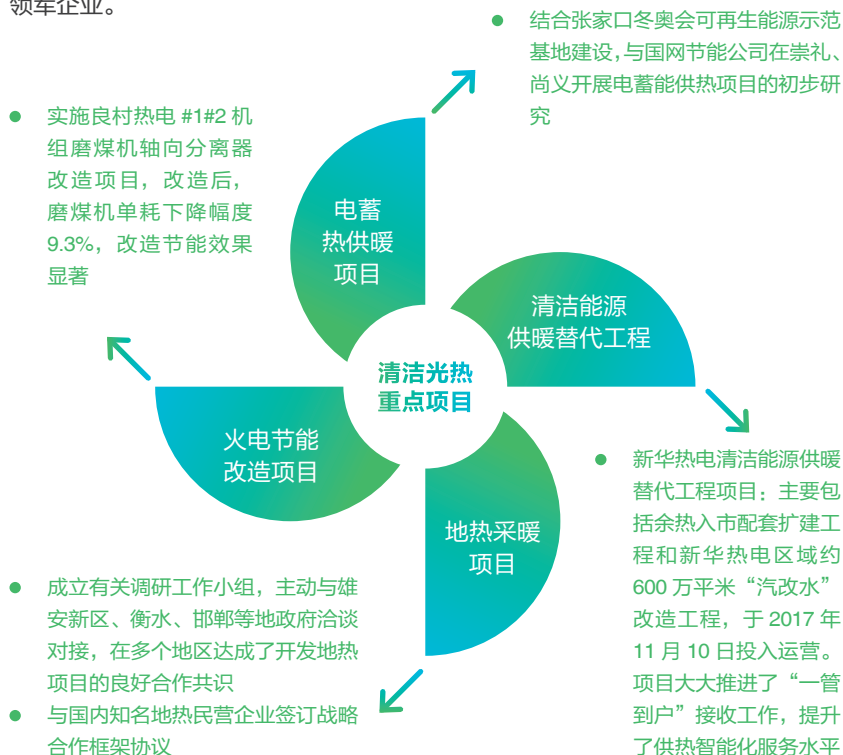 领军企业。
结合张家口冬奥会可再生能源示范
基地建设，与国网节能公司在崇礼、
尚义开展电蓄能供热项目的初步研
究
实施良村热电 #1#2 机
组磨煤机轴向分离器
改造项目，改造后，
磨煤机单耗下降幅度
9.3%，改造节能效果
显著
电蓄
热供暖
项目
清洁能源
供暖替代工程
清洁光热
重点项目
火电节能
改造项目
地热采暖
项目
新华热电清洁能源供暖
替代工程项目：主要包
括余热入市配套扩建工
程和新华热电区域约
600 万平米“汽改水”
改造工程，于 2017 年
11 月 10 日投入运营。
项目大大推进了“一管
到户”接收工作，提升
了供热智能化服务水平
成立有关调研工作小组，主动与雄
安新区、衡水、邯郸等地政府洽谈
对接，在多个地区达成了开发地热
项目的良好合作共识
与国内知名地热民营企业签订战略
合作框架协议